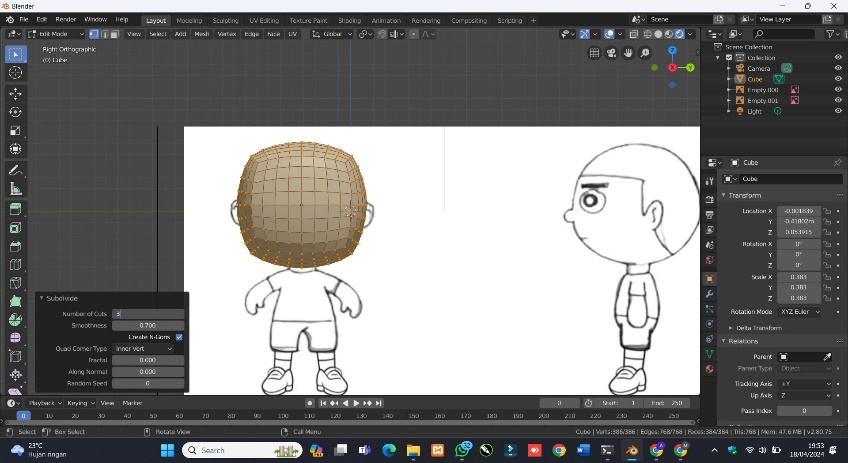 Blender
File Edit Render Window Help
Layout Modeling Sculpting UV Editing Texture Paint Shading Animation Rendering Compositing Scripting +
Scene
View Layer
Edit Mode
View Select Add Mesh Vertex Edge Face UV
Global
Right Orthographic
(0) Cube
Z
X
Y
Scene Collection
Collection
Camera
Cube
Empty.000
Empty.001
Light
Cube
Cube
Transform
Location X -0.001839
Y -0.41802m
Z 0.053915
Rotation X 0°
Y 0°
Z 0°
Scale X 0.383
Y 0.383
Z 0.383
Rotation Mode XYZ Euler
Delta Transform
Relations
Parent
Parent Type Object
Tracking Axis +Y
Up Axis Z
Pass Index 0
Subdivide
Number of Cuts 3
Smoothness 0.700
Create N-Gons
Quad Corner Type Inner Vert
Fractal 0.000
Along Normal 0.000
Random Seed 0
Playback Keying View Marker
0 Start: 1 End: 250
0 10 20 30 40 50 60 70 80 90 100 110 120 130 140 150 160 170 180 190 200 210 220 230 240 250
Select Box Select Rotate View Call Menu
Cube | Verts:386/386 | Edges:768/768 | Faces:384/384 | Tris:768 | Mem: 47.6 MB | v2.80.75
23°C
Hujan ringan
Search
19:53
18/04/2024